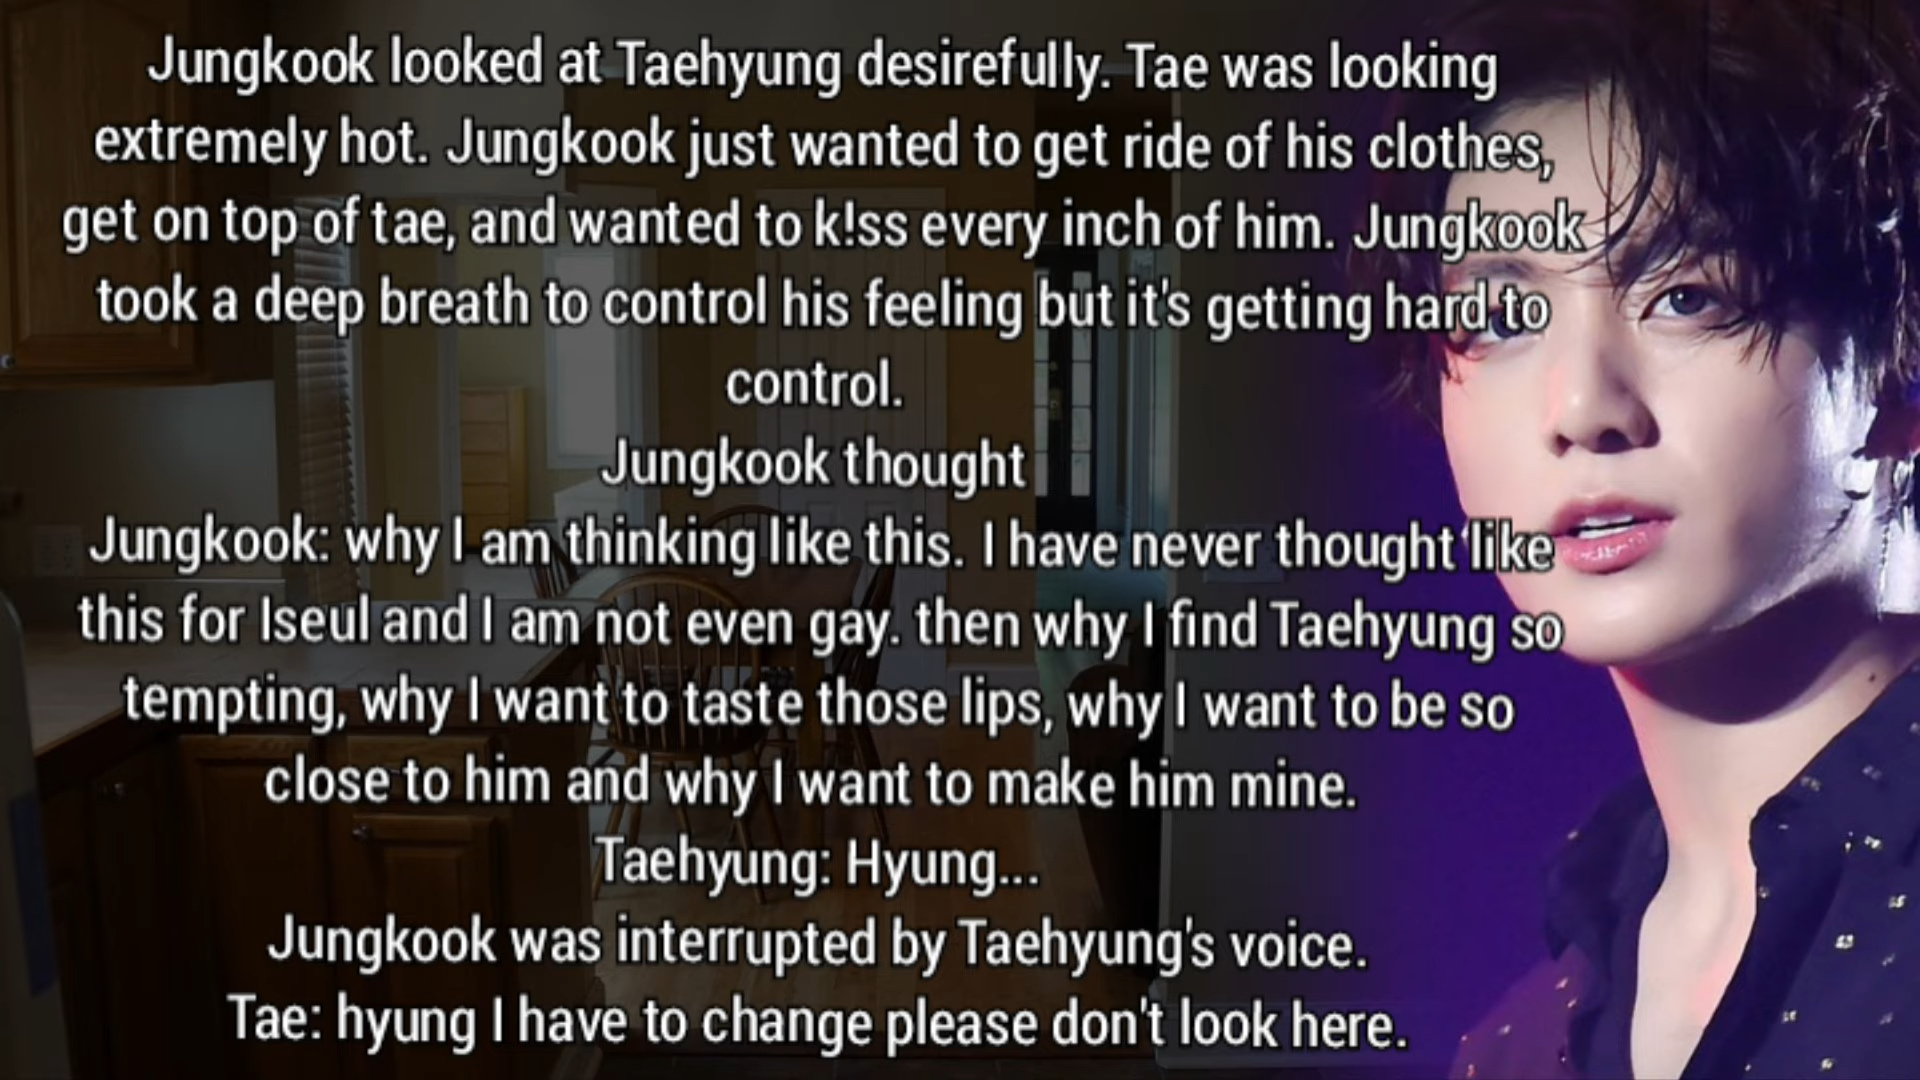 Jungkook looked at Taehyung desirefully. Tae was looking
extremely hot. Jungkook just wanted to get ride of his clothes,
get on top of tae, and wanted to k!ss every inch of him. Jungkook
took a deep breath to control his feeling but it's getting hard to
control.
Jungkook thought
Jungkook: why I am thinking like this. I have never thought like
this for Iseul and I am not even gay. then why I find Taehyung so
tempting, why I want to taste those lips, why I want to be so
close to him and why I want to make him mine.
Taehyung: Hyung...
Jungkook was interrupted by Taehyung's voice.
Tae: hyung I have to change please don't look here.